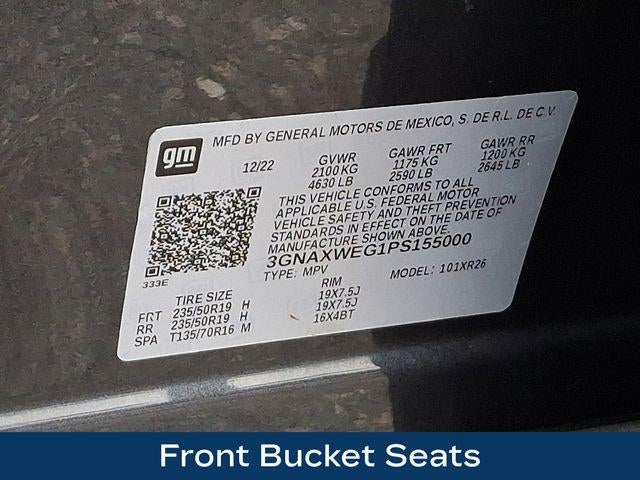 gm
MFD BY GENERAL MOTORS DE MEXICO, S. DE R.L. DE C.V.
12/22 GVWR GAWR FRT GAWR RR
2100 KG 1175 KG 1200 KG
4630 LB 2590 LB 2645 LB
THIS VEHICLE CONFORMS TO ALL
APPLICABLE U.S. FEDERAL MOTOR
VEHICLE SAFETY AND THEFT PREVENTION
STANDARDS IN EFFECT ON THE DATE OF
MANUFACTURE SHOWN ABOVE.
3GNAXWEG1PS155000
TYPE: MPV MODEL: 101XR26
333E
TIRE SIZE RIM
FRT 235/50R19 H 19X7.5J
RR 235/50R19 H 19X7.5J
SPA T135/70R16 M 16X4BT
Front Bucket Seats